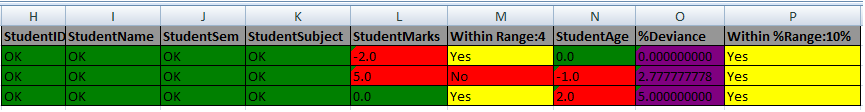 H I J K L M N O P
StudentID StudentName StudentSem StudentSubject StudentMarks Within Range:4 StudentAge %Deviance Within %Range:10%
OK OK OK OK -2.0 Yes 0.0 0.000000000 Yes
OK OK OK OK 5.0 No -1.0 2.777777778 Yes
OK OK OK OK 0.0 Yes 2.0 5.000000000 Yes